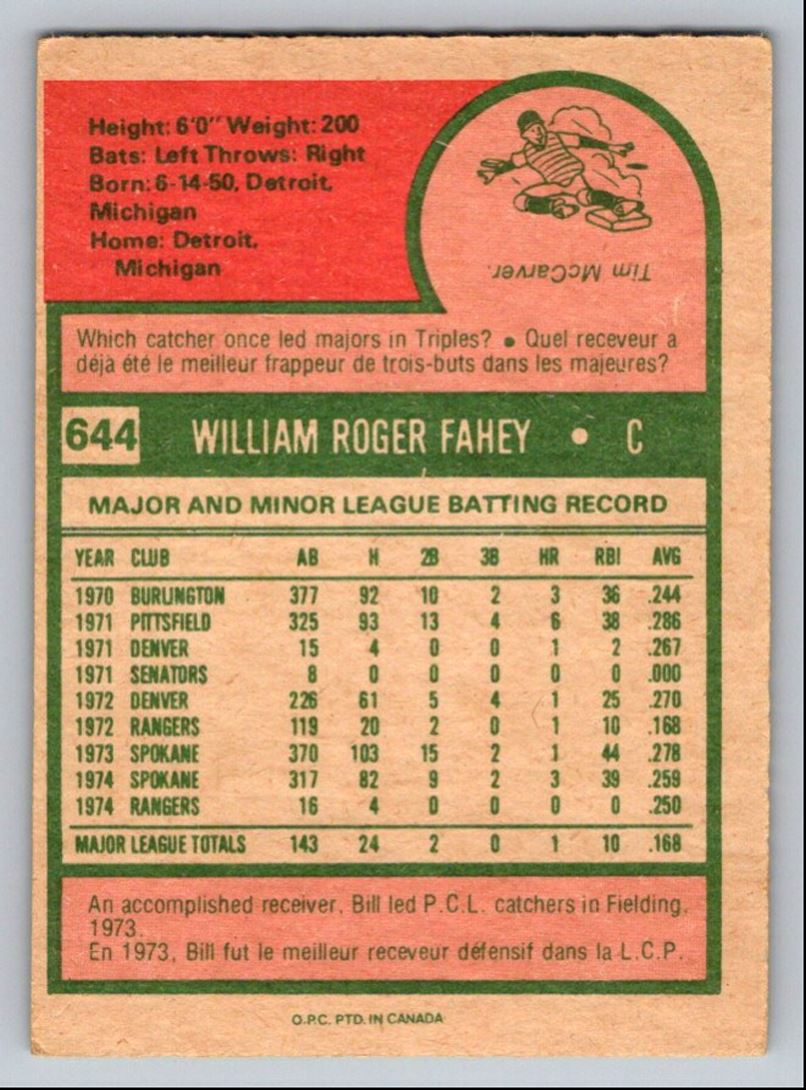 Height: 6'0" Weight: 200
Bats: Left Throws: Right
Born: 6-14-50, Detroit,
Michigan
Home: Detroit,
Michigan
Tim McCarver.
Which catcher once led majors in Triples? • Quel receveur a
déjà été le meilleur frappeur de trois-buts dans les majeures?
644 WILLIAM ROGER FAHEY • C
MAJOR AND MINOR LEAGUE BATTING RECORD
YEAR CLUB AB H 2B 3B HR RBI AVG
1970 BURLINGTON 377 92 10 2 3 36 .244
1971 PITTSFIELD 325 93 13 4 6 38 .286
1971 DENVER 15 4 0 0 1 2 .267
1971 SENATORS 8 0 0 0 0 0 .000
1972 DENVER 226 61 5 4 1 25 .270
1972 RANGERS 119 20 2 0 1 10 .168
1973 SPOKANE 370 103 15 2 1 44 .278
1974 SPOKANE 317 82 9 2 3 39 .259
1974 RANGERS 16 4 0 0 0 0 .250
MAJOR LEAGUE TOTALS 143 24 2 0 1 10 .168
An accomplished receiver, Bill led P.C.L. catchers in Fielding,
1973.
En 1973, Bill fut le meilleur receveur défensif dans la L.C.P.
O.P.C. PTD. IN CANADA